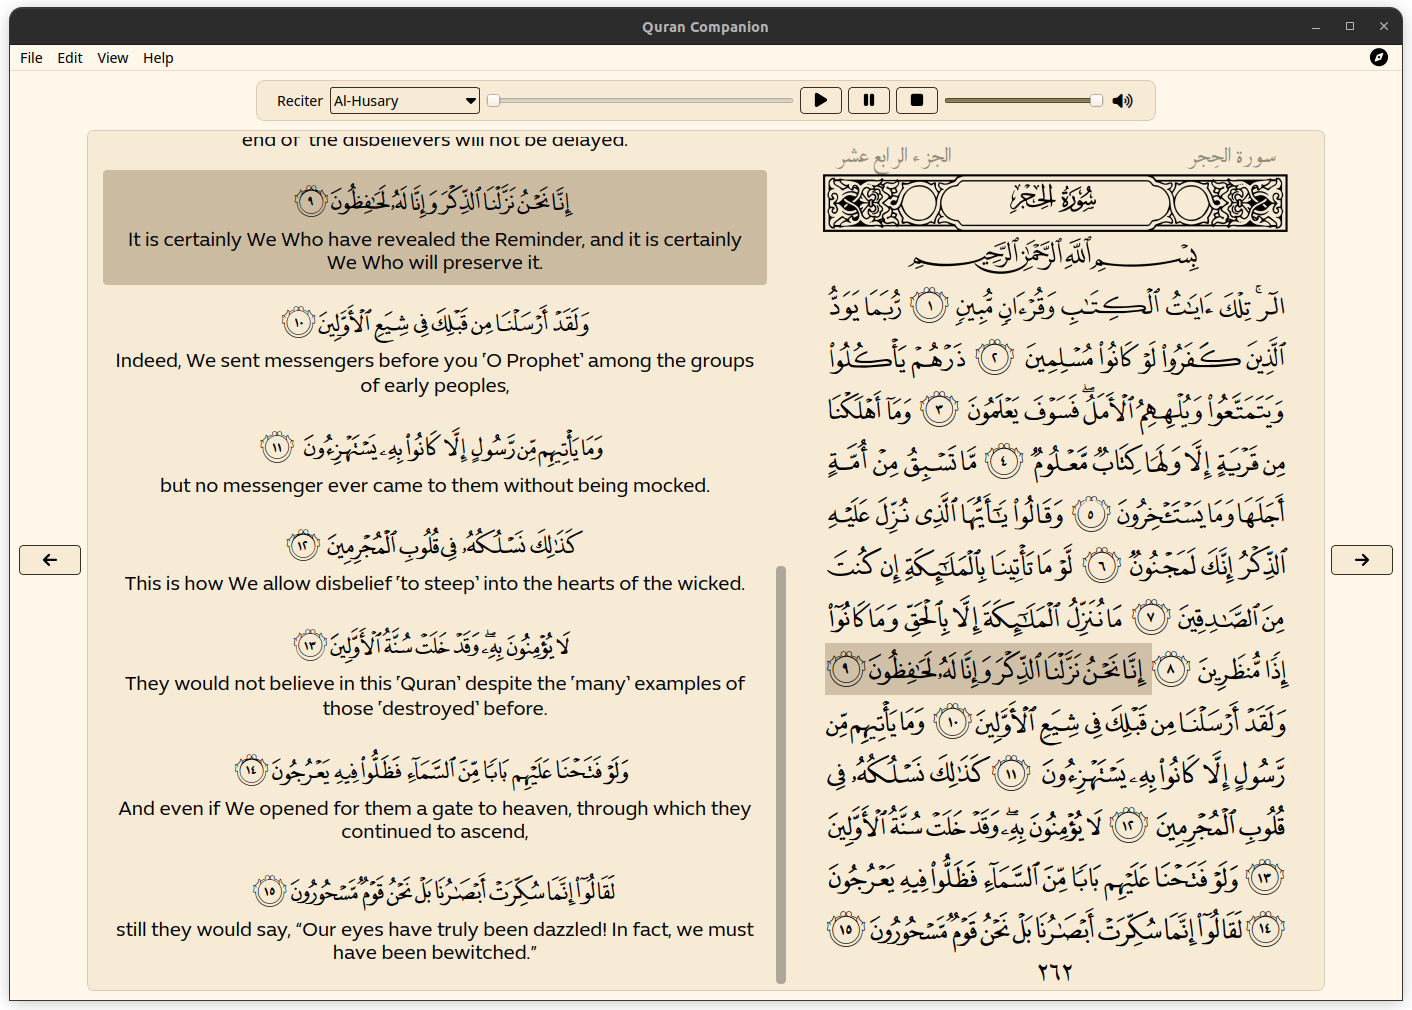 Quran Companion
File Edit View Help
Reciter Al-Husary
end of the disbelievers will not be delayed.
إِنَّا نَحْنُ نَزَّلْنَا ٱلذِّكْرَ وَإِنَّا لَهُۥ لَحَـٰفِظُونَ ٩
It is certainly We Who have revealed the Reminder, and it is certainly
We Who will preserve it.
وَلَقَدْ أَرْسَلْنَا مِن قَبْلِكَ فِى شِيَعِ ٱلْأَوَّلِينَ ١٠
Indeed, We sent messengers before you ˹O Prophet˺ among the groups
of early peoples,
وَمَا يَأْتِيهِم مِّن رَّسُولٍ إِلَّا كَانُوا۟ بِهِۦ يَسْتَهْزِءُونَ ١١
but no messenger ever came to them without being mocked.
كَذَٰلِكَ نَسْلُكُهُۥ فِى قُلُوبِ ٱلْمُجْرِمِينَ ١٢
This is how We allow disbelief ˹to steep˺ into the hearts of the wicked.
لَا يُؤْمِنُونَ بِهِۦ ۖ وَقَدْ خَلَتْ سُنَّةُ ٱلْأَوَّلِينَ ١٣
They would not believe in this ˹Quran˺ despite the ˹many˺ examples of
those ˹destroyed˺ before.
وَلَوْ فَتَحْنَا عَلَيْهِم بَابًا مِّنَ ٱلسَّمَآءِ فَظَلُّوا۟ فِيهِ يَعْرُجُونَ ١٤
And even if We opened for them a gate to heaven, through which they
continued to ascend,
لَقَالُوٓا۟ إِنَّمَا سُكِّرَتْ أَبْصَـٰرُنَا بَلْ نَحْنُ قَوْمٌ مَّسْحُورُونَ ١٥
still they would say, “Our eyes have truly been dazzled! In fact, we must
have been bewitched.”
سورة الحجر
الجزء الرابع عشر
سُورَةُ الحِجْرِ
بِسْمِ ٱللَّهِ ٱلرَّحْمَـٰنِ ٱلرَّحِيمِ
الٓر ۚ تِلْكَ ءَايَـٰتُ ٱلْكِتَـٰبِ وَقُرْءَانٍ مُّبِينٍ ١ رُّبَمَا يَوَدُّ
ٱلَّذِينَ كَفَرُوا۟ لَوْ كَانُوا۟ مُسْلِمِينَ ٢ ذَرْهُمْ يَأْكُلُوا۟
وَيَتَمَتَّعُوا۟ وَيُلْهِهِمُ ٱلْأَمَلُ ۖ فَسَوْفَ يَعْلَمُونَ ٣ وَمَآ أَهْلَكْنَا
مِن قَرْيَةٍ إِلَّا وَلَهَا كِتَابٌ مَّعْلُومٌ ٤ مَّا تَسْبِقُ مِنْ أُمَّةٍ
أَجَلَهَا وَمَا يَسْتَـْٔخِرُونَ ٥ وَقَالُوا۟ يَـٰٓأَيُّهَا ٱلَّذِى نُزِّلَ عَلَيْهِ
ٱلذِّكْرُ إِنَّكَ لَمَجْنُونٌ ٦ لَّوْ مَا تَأْتِينَا بِٱلْمَلَـٰٓئِكَةِ إِن كُنتَ
مِنَ ٱلصَّـٰدِقِينَ ٧ مَا نُنَزِّلُ ٱلْمَلَـٰٓئِكَةَ إِلَّا بِٱلْحَقِّ وَمَا كَانُوٓا۟
إِذًا مُّنظَرِينَ ٨ إِنَّا نَحْنُ نَزَّلْنَا ٱلذِّكْرَ وَإِنَّا لَهُۥ لَحَـٰفِظُونَ ٩
وَلَقَدْ أَرْسَلْنَا مِن قَبْلِكَ فِى شِيَعِ ٱلْأَوَّلِينَ ١٠ وَمَا يَأْتِيهِم مِّن
رَّسُولٍ إِلَّا كَانُوا۟ بِهِۦ يَسْتَهْزِءُونَ ١١ كَذَٰلِكَ نَسْلُكُهُۥ فِى
قُلُوبِ ٱلْمُجْرِمِينَ ١٢ لَا يُؤْمِنُونَ بِهِۦ ۖ وَقَدْ خَلَتْ سُنَّةُ ٱلْأَوَّلِينَ
١٣ وَلَوْ فَتَحْنَا عَلَيْهِم بَابًا مِّنَ ٱلسَّمَآءِ فَظَلُّوا۟ فِيهِ يَعْرُجُونَ
١٤ لَقَالُوٓا۟ إِنَّمَا سُكِّرَتْ أَبْصَـٰرُنَا بَلْ نَحْنُ قَوْمٌ مَّسْحُورُونَ ١٥
٢٦٢